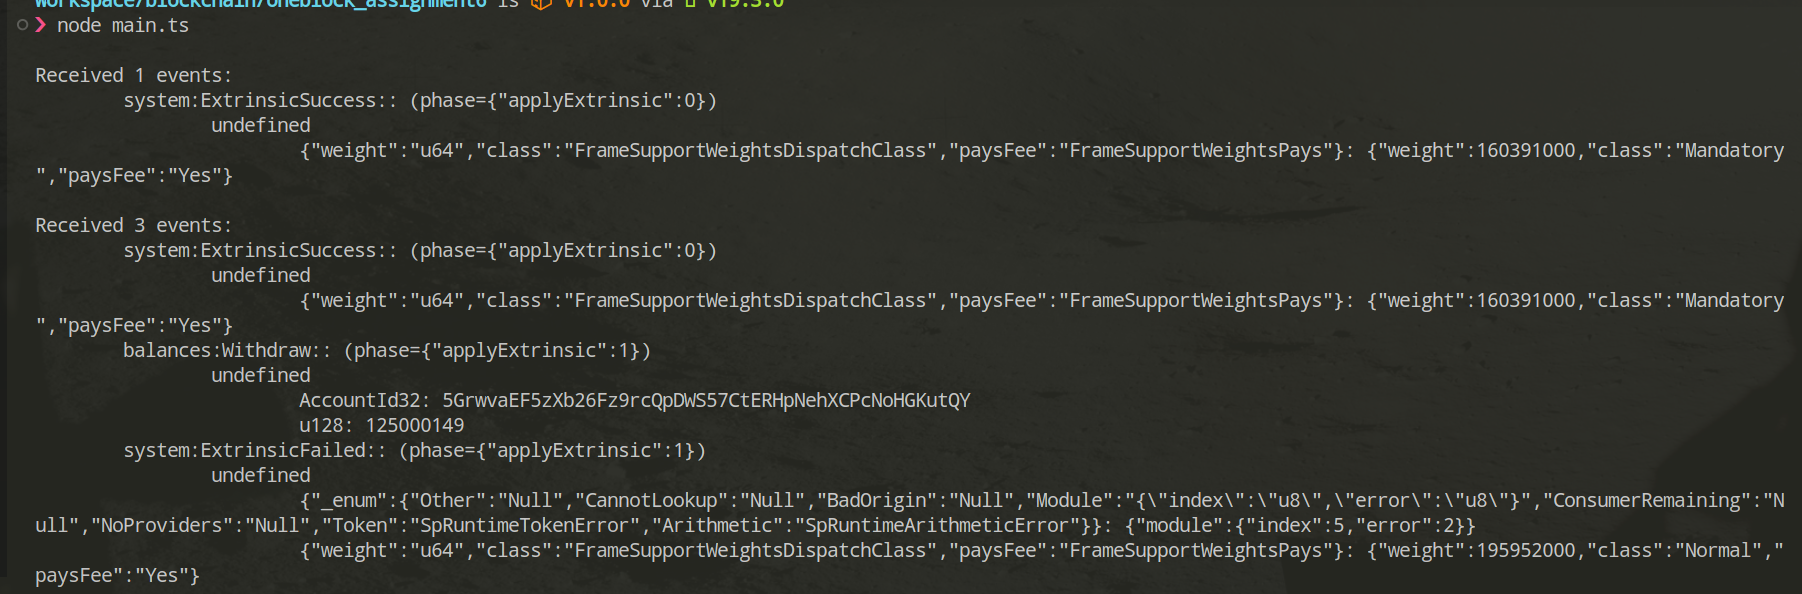 workspace/blockchain/oneblock_assignment6 is v1.0.0 via v19.3.0
❯ node main.ts
Received 1 events:
system:ExtrinsicSuccess:: (phase={"applyExtrinsic":0})
undefined
{"weight":"u64","class":"FrameSupportWeightsDispatchClass","paysFee":"FrameSupportWeightsPays"}: {"weight":160391000,"class":"Mandatory
","paysFee":"Yes"}
Received 3 events:
system:ExtrinsicSuccess:: (phase={"applyExtrinsic":0})
undefined
{"weight":"u64","class":"FrameSupportWeightsDispatchClass","paysFee":"FrameSupportWeightsPays"}: {"weight":160391000,"class":"Mandatory
","paysFee":"Yes"}
balances:Withdraw:: (phase={"applyExtrinsic":1})
undefined
AccountId32: 5GrwvaEF5zXb26Fz9rcQpDWS57CtERHpNehXCPcNoHGKutQY
u128: 125000149
system:ExtrinsicFailed:: (phase={"applyExtrinsic":1})
undefined
{"_enum":{"Other":"Null","CannotLookup":"Null","BadOrigin":"Null","Module":"{\"index\":\"u8\",\"error\":\"u8\"}","ConsumerRemaining":"N
ull","NoProviders":"Null","Token":"SpRuntimeTokenError","Arithmetic":"SpRuntimeArithmeticError"}}: {"module":{"index":5,"error":2}}
{"weight":"u64","class":"FrameSupportWeightsDispatchClass","paysFee":"FrameSupportWeightsPays"}: {"weight":195952000,"class":"Normal","
paysFee":"Yes"}